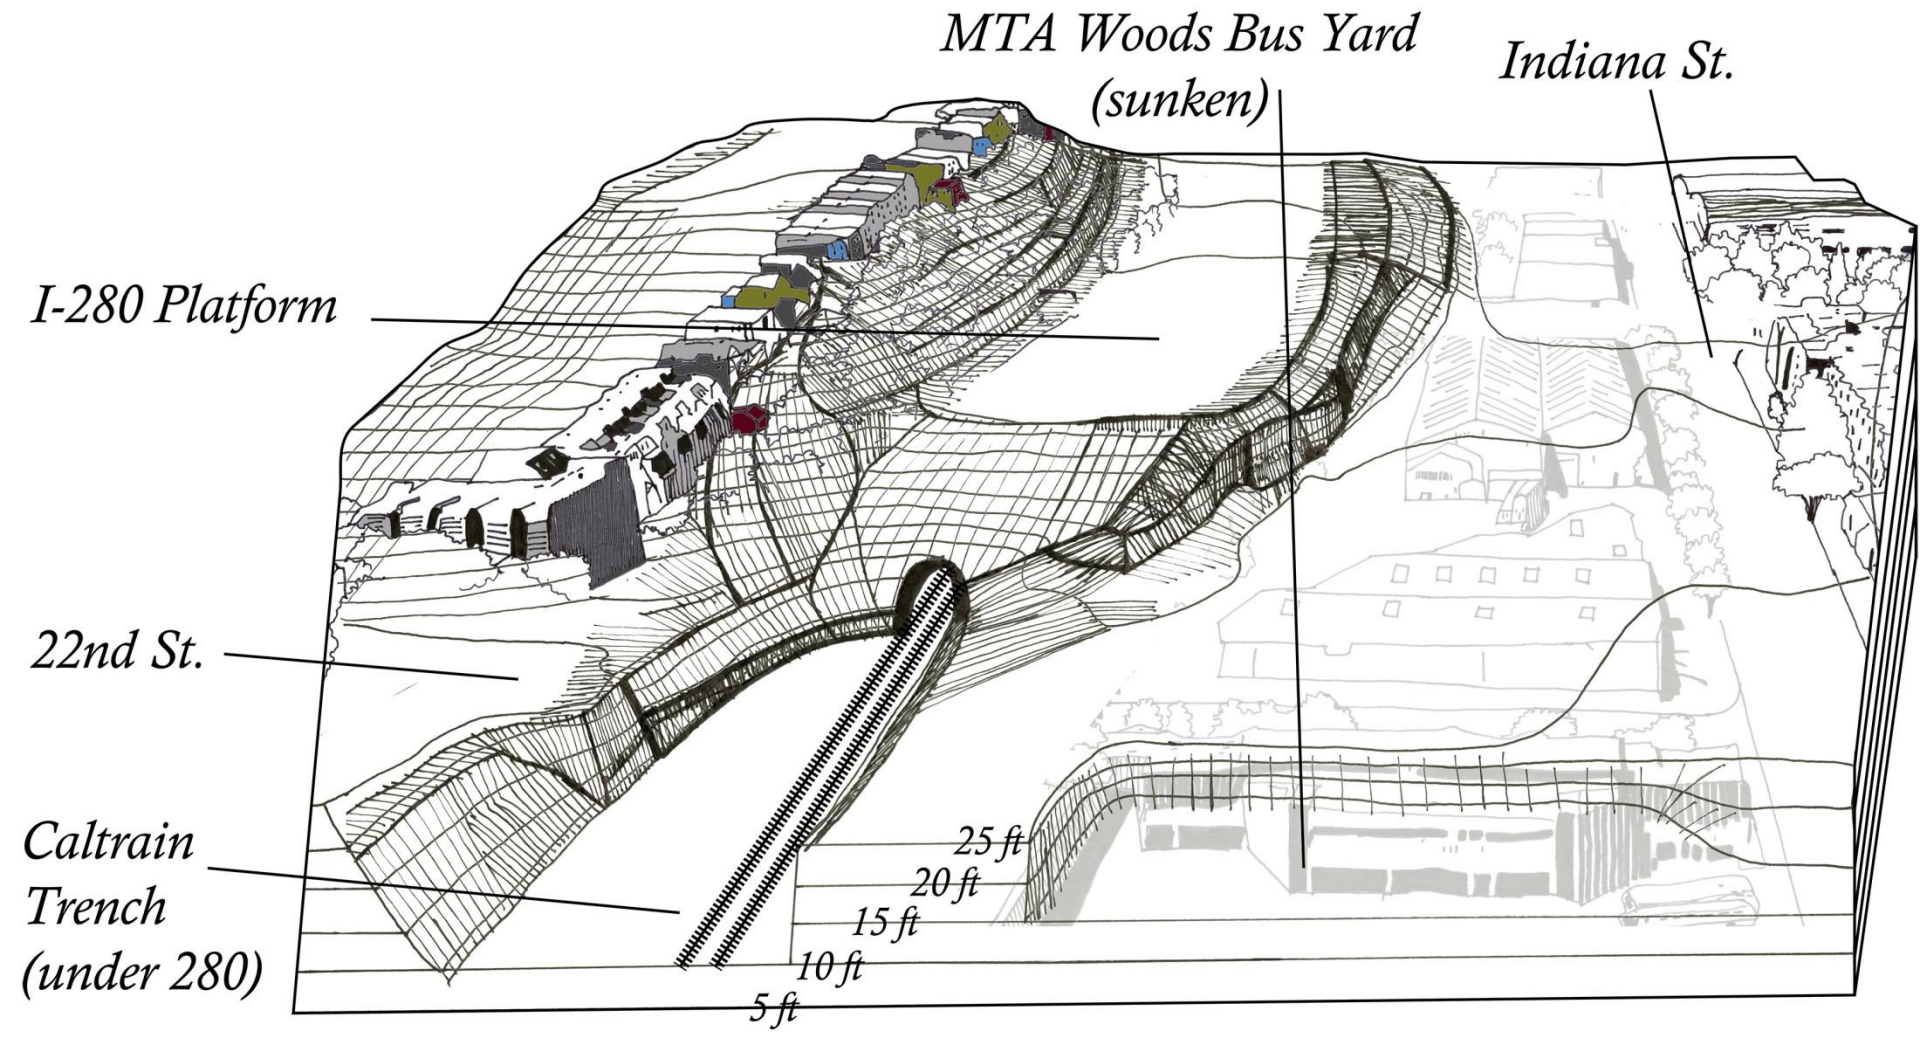 MTA Woods Bus Yard
(sunken)
Indiana St.
I-280 Platform
22nd St.
Caltrain
Trench
(under 280)
25 ft
20 ft
15 ft
10 ft
5 ft